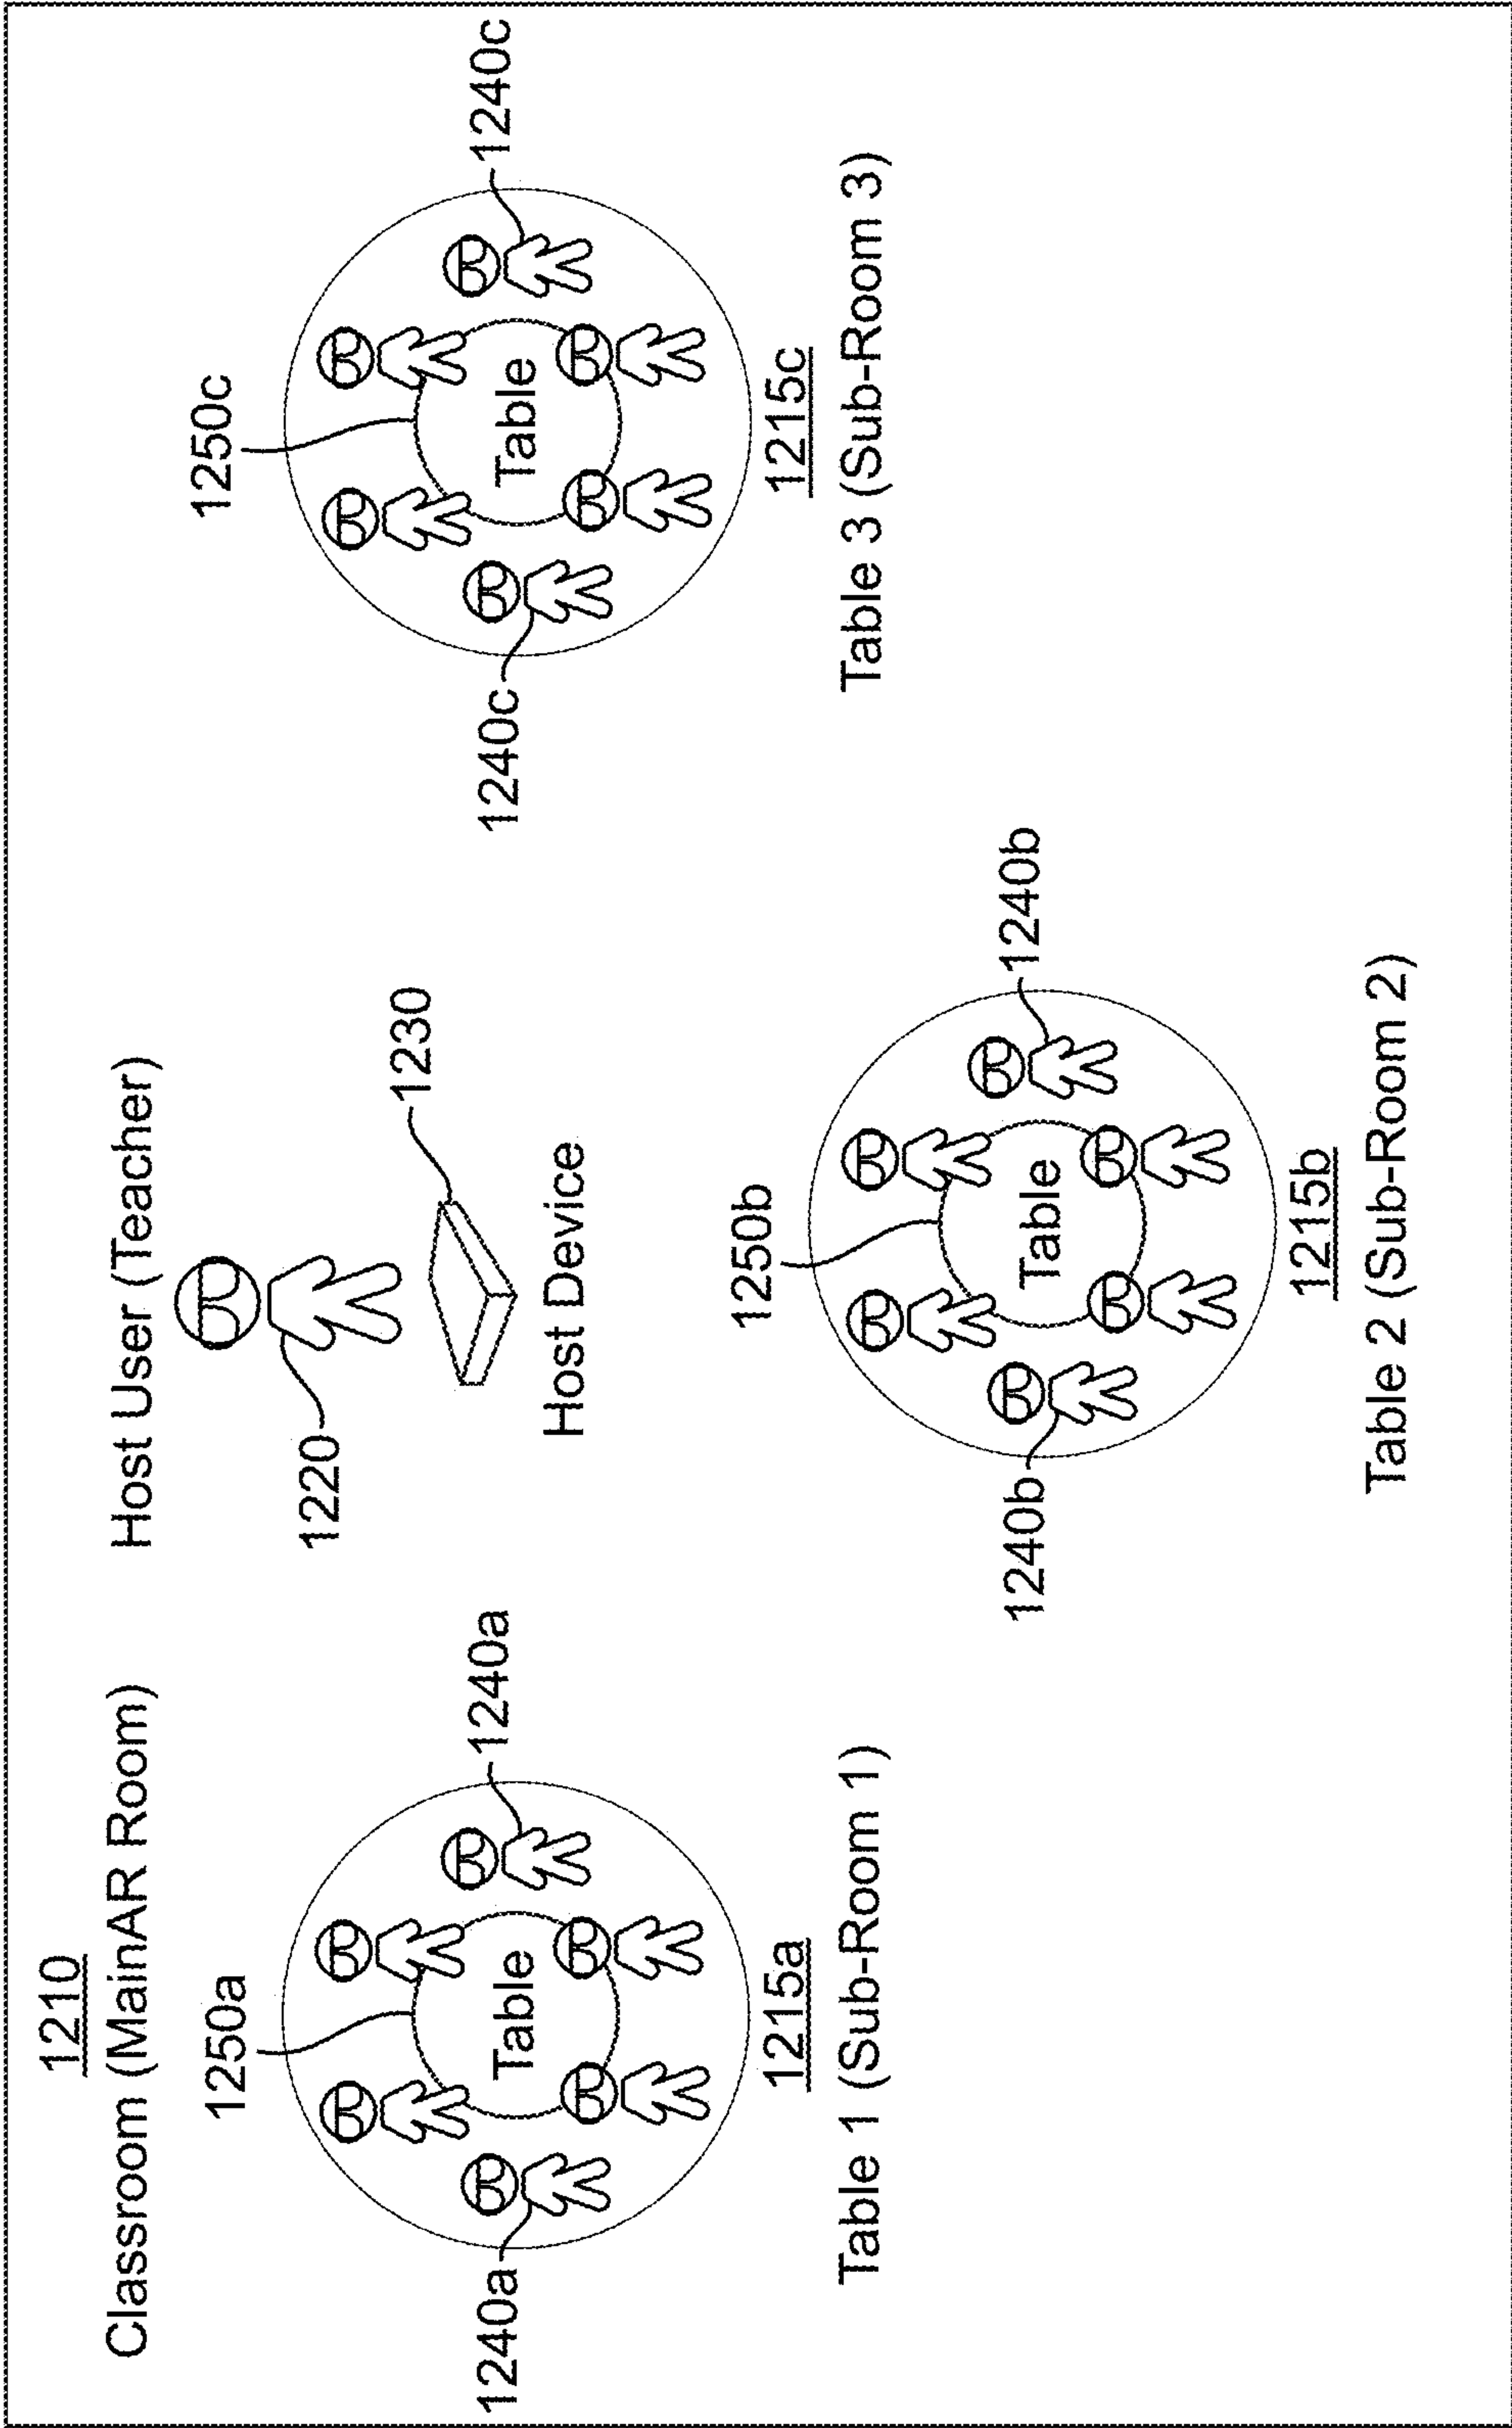 1210
Classroom (MainAR Room)
Host User (Teacher)
1220
1230
Host Device
1250a
1240a
1240a
Table
1215a
Table 1 (Sub-Room 1)
1250b
1240b
1240b
Table
1215b
Table 2 (Sub-Room 2)
1250c
1240c
1240c
Table
1215c
Table 3 (Sub-Room 3)